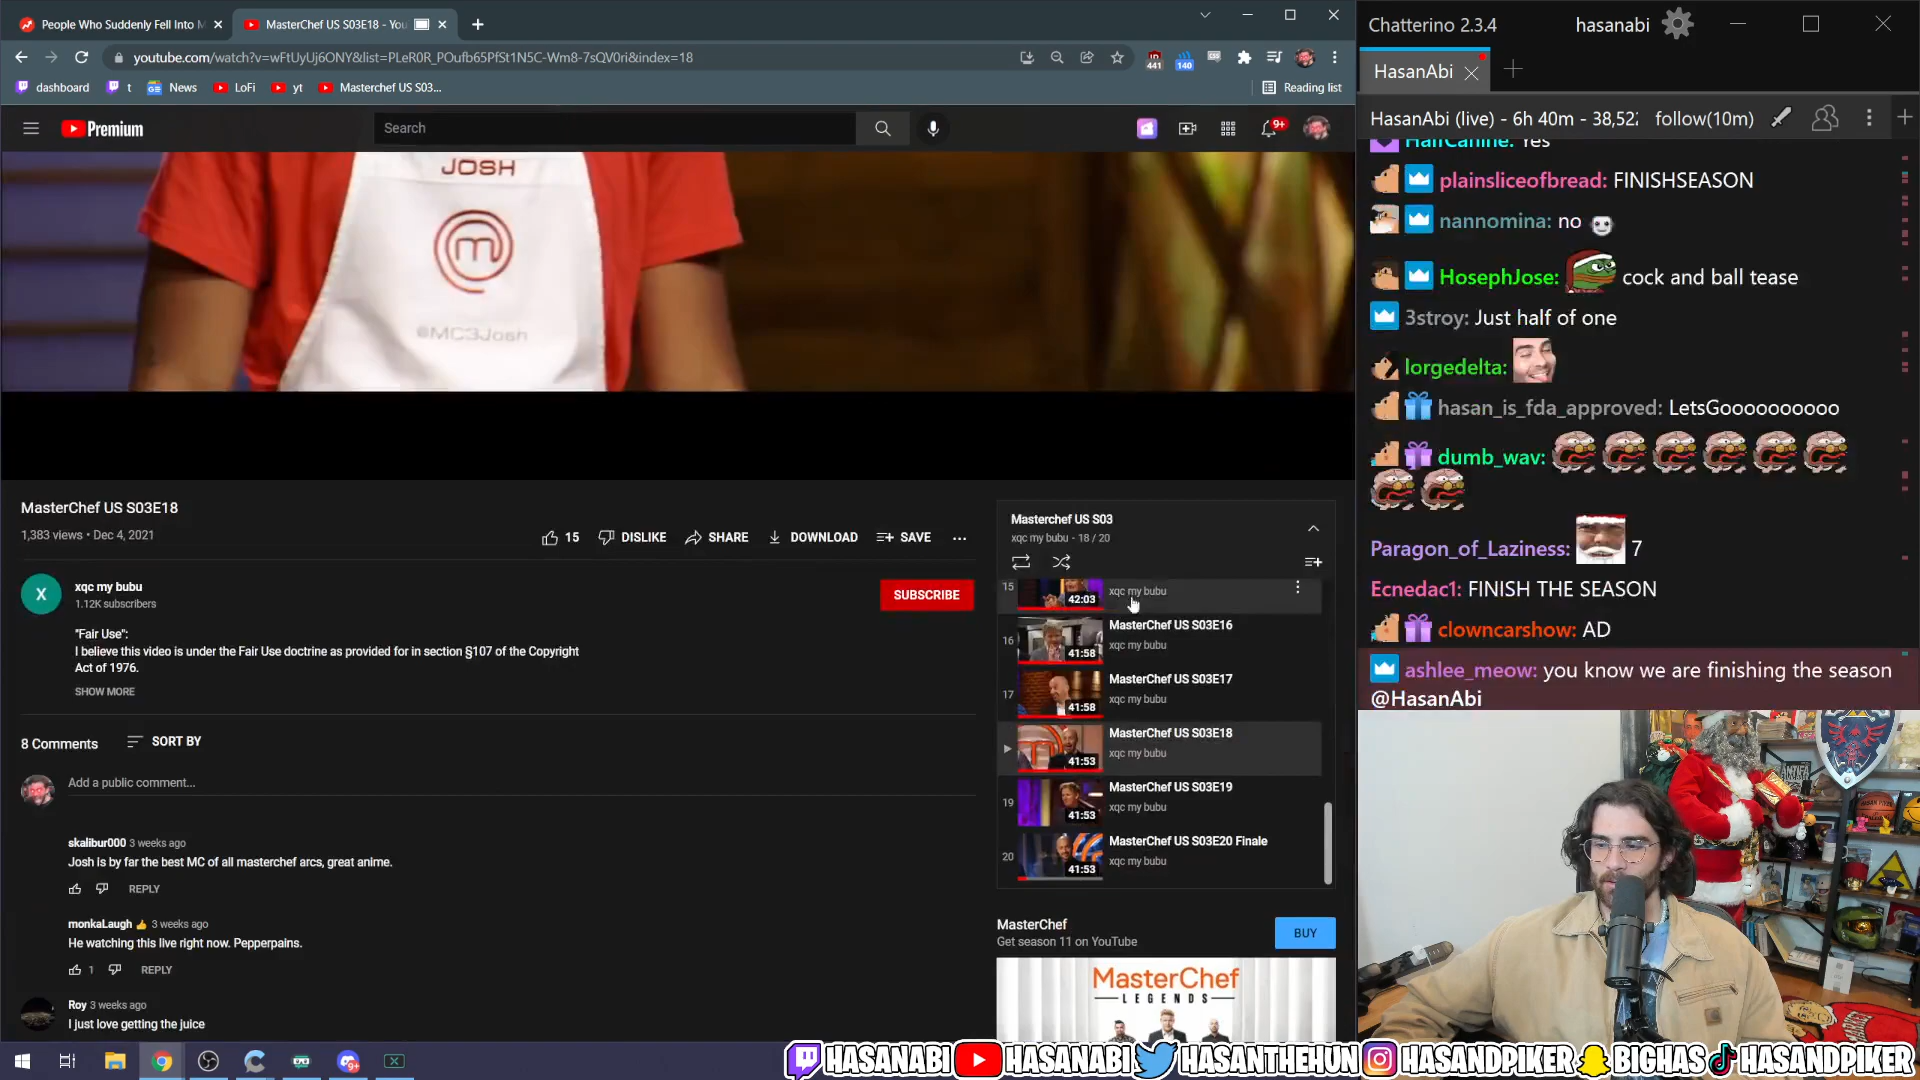 People Who Suddenly Fell Into M
MasterChef US S03E18 - You
youtube.com/watch?v=wFtUyUj6ONY&list=PLeR0R_POufb65PfSt1N5C-Wm8-7sQV0ri&index=18
441
140
dashboard
t
News
LoFi
yt
Masterchef US S03...
Reading list
Premium
Search
9+
JOSH
@MC3Josh
MasterChef US S03E18
1,383 views • Dec 4, 2021
15
DISLIKE
SHARE
DOWNLOAD
SAVE
X
xqc my bubu
1.12K subscribers
SUBSCRIBE
"Fair Use":
I believe this video is under the Fair Use doctrine as provided for in section §107 of the Copyright
Act of 1976.
SHOW MORE
8 Comments
SORT BY
Add a public comment...
skalibur000 3 weeks ago
Josh is by far the best MC of all masterchef arcs, great anime.
REPLY
monkaLaugh 👍 3 weeks ago
He watching this live right now. Pepperpains.
1
REPLY
Roy 3 weeks ago
I just love getting the juice
Masterchef US S03
xqc my bubu - 18 / 20
15
42:03
xqc my bubu
16
41:58
MasterChef US S03E16
xqc my bubu
17
41:58
MasterChef US S03E17
xqc my bubu
41:53
MasterChef US S03E18
xqc my bubu
19
41:53
MasterChef US S03E19
xqc my bubu
20
41:53
MasterChef US S03E20 Finale
xqc my bubu
MasterChef
Get season 11 on YouTube
BUY
MasterChef
LEGENDS
Chatterino 2.3.4
hasanabi
HasanAbi
HasanAbi (live) - 6h 40m - 38,52
follow(10m)
HalfCanine: Yes
plainsliceofbread: FINISHSEASON
nannomina: no
HosephJose: cock and ball tease
3stroy: Just half of one
lorgedelta:
hasan_is_fda_approved: LetsGoooooooooo
dumb_wav:
Paragon_of_Laziness: 7
Ecnedac1: FINISH THE SEASON
clowncarshow: AD
ashlee_meow: you know we are finishing the season
@HasanAbi
HASANABI
HASANABI
HASANTHEHUN
HASANDPIKER
BIGHAS
HASANDPIKER